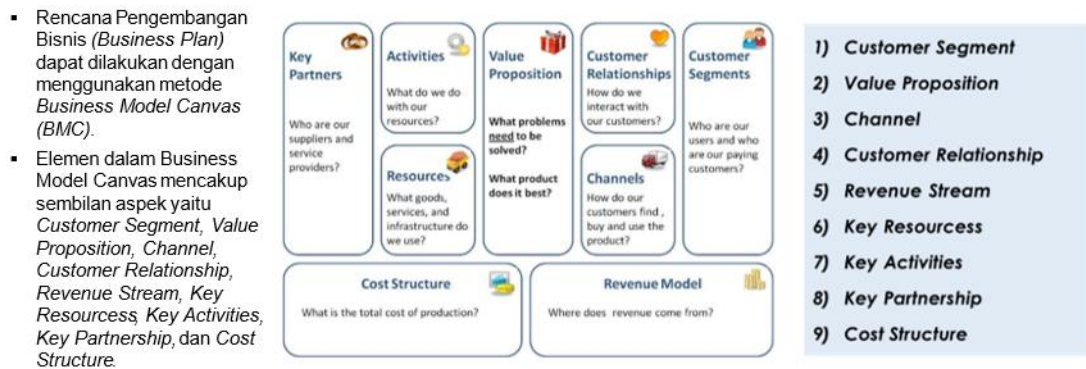 ▪ Rencana Pengembangan
Bisnis (Business Plan)
dapat dilakukan dengan
menggunakan metode
Business Model Canvas
(BMC).
▪ Elemen dalam Business
Model Canvas mencakup
sembilan aspek yaitu
Customer Segment, Value
Proposition, Channel,
Customer Relationship,
Revenue Stream, Key
Resourcess, Key Activities,
Key Partnership, dan Cost
Structure.
Key
Partners
Who are our
suppliers and
service
providers?
Activities
What do we do
with our
resources?
Resources
What goods,
services, and
infrastructure do
we use?
Value
Proposition
What problems
need to be
solved?
What product
does it best?
Customer
Relationships
How do we
interact with
our customers?
Channels
How do our
customers find ,
buy and use the
product?
Customer
Segments
Who are our
users and who
are our paying
customers?
Cost Structure
What is the total cost of production?
Revenue Model
Where does revenue come from?
1) Customer Segment
2) Value Proposition
3) Channel
4) Customer Relationship
5) Revenue Stream
6) Key Resourcess
7) Key Activities
8) Key Partnership
9) Cost Structure